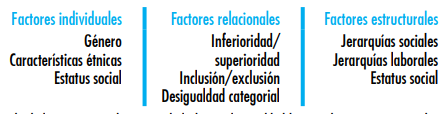 Factores individuales
Género
Características étnicas
Estatus social
Factores relacionales
Inferioridad/
superioridad
Inclusión/exclusión
Desigualdad categorial
Factores estructurales
Jerarquías sociales
Jerarquías laborales
Estatus social